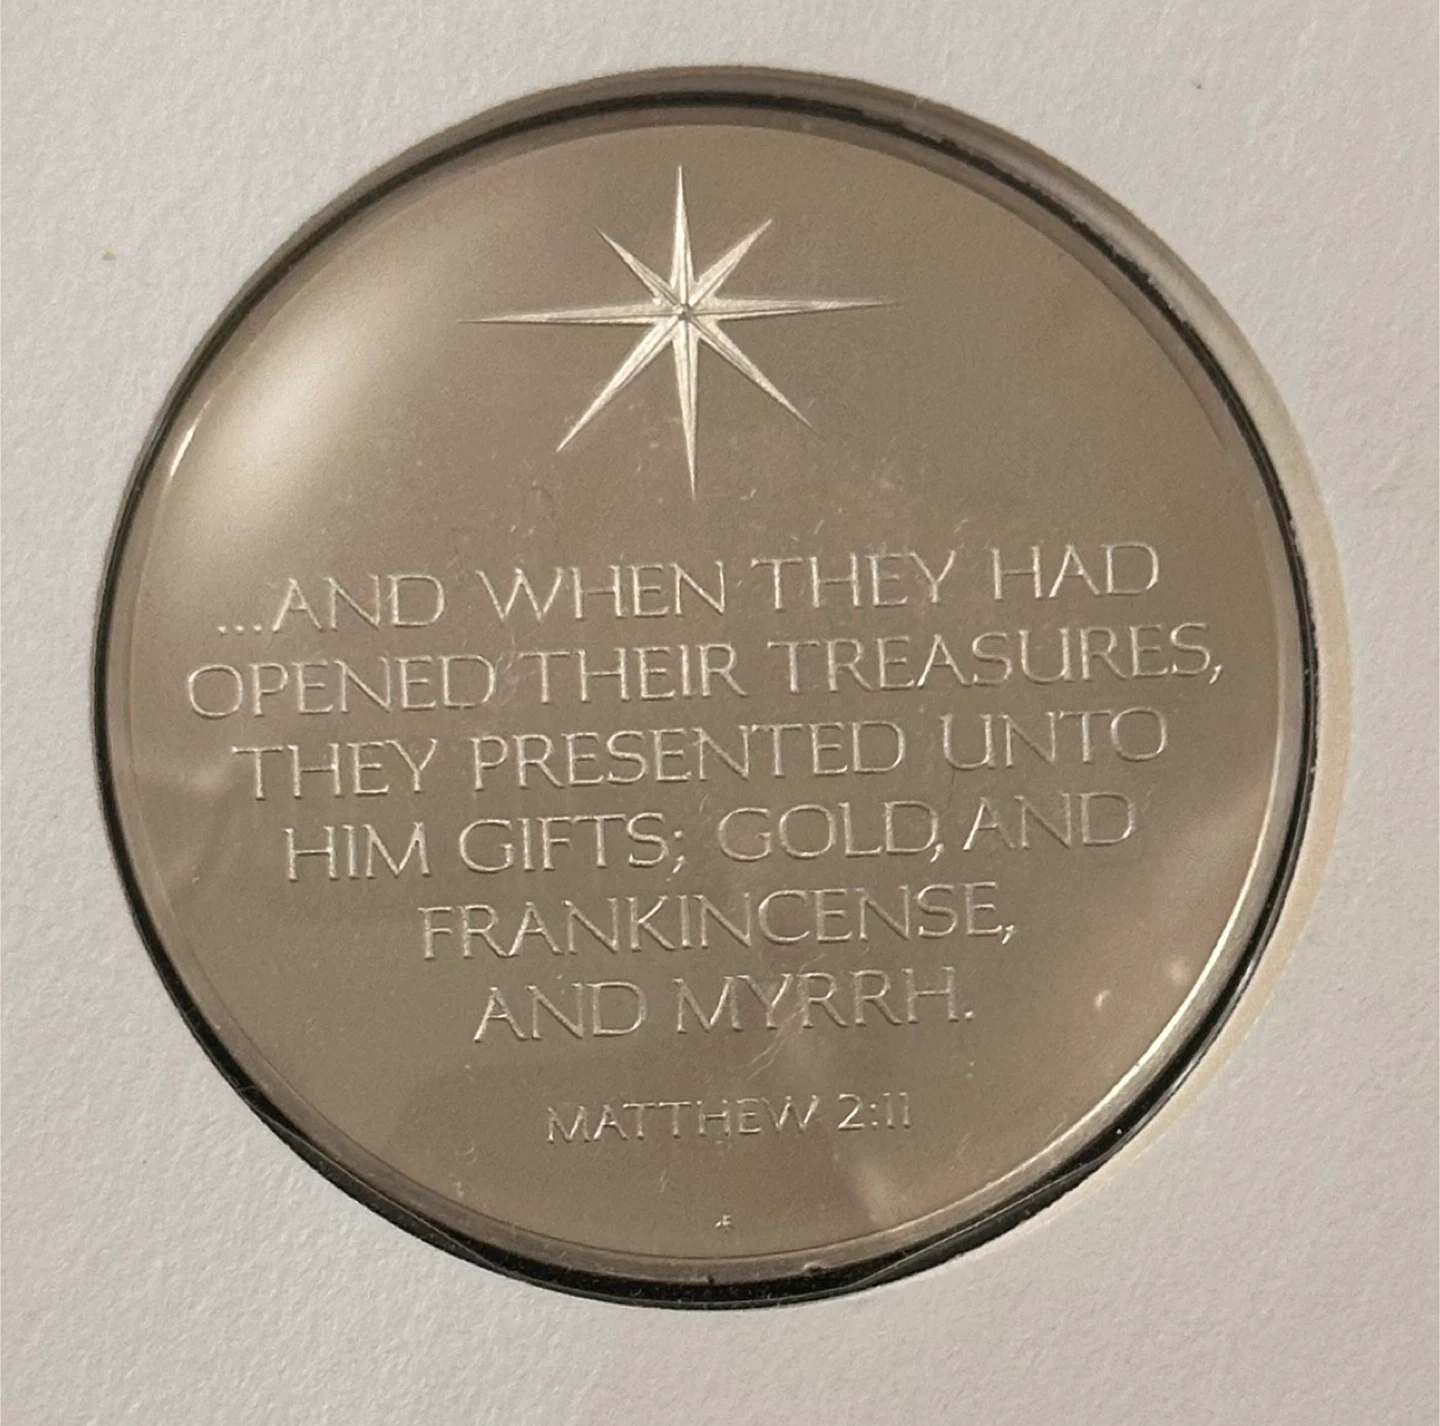 ...AND WHEN THEY HAD
OPENED THEIR TREASURES,
THEY PRESENTED UNTO
HIM GIFTS; GOLD, AND
FRANKINCENSE,
AND MYRRH.
MATTHEW 2:11